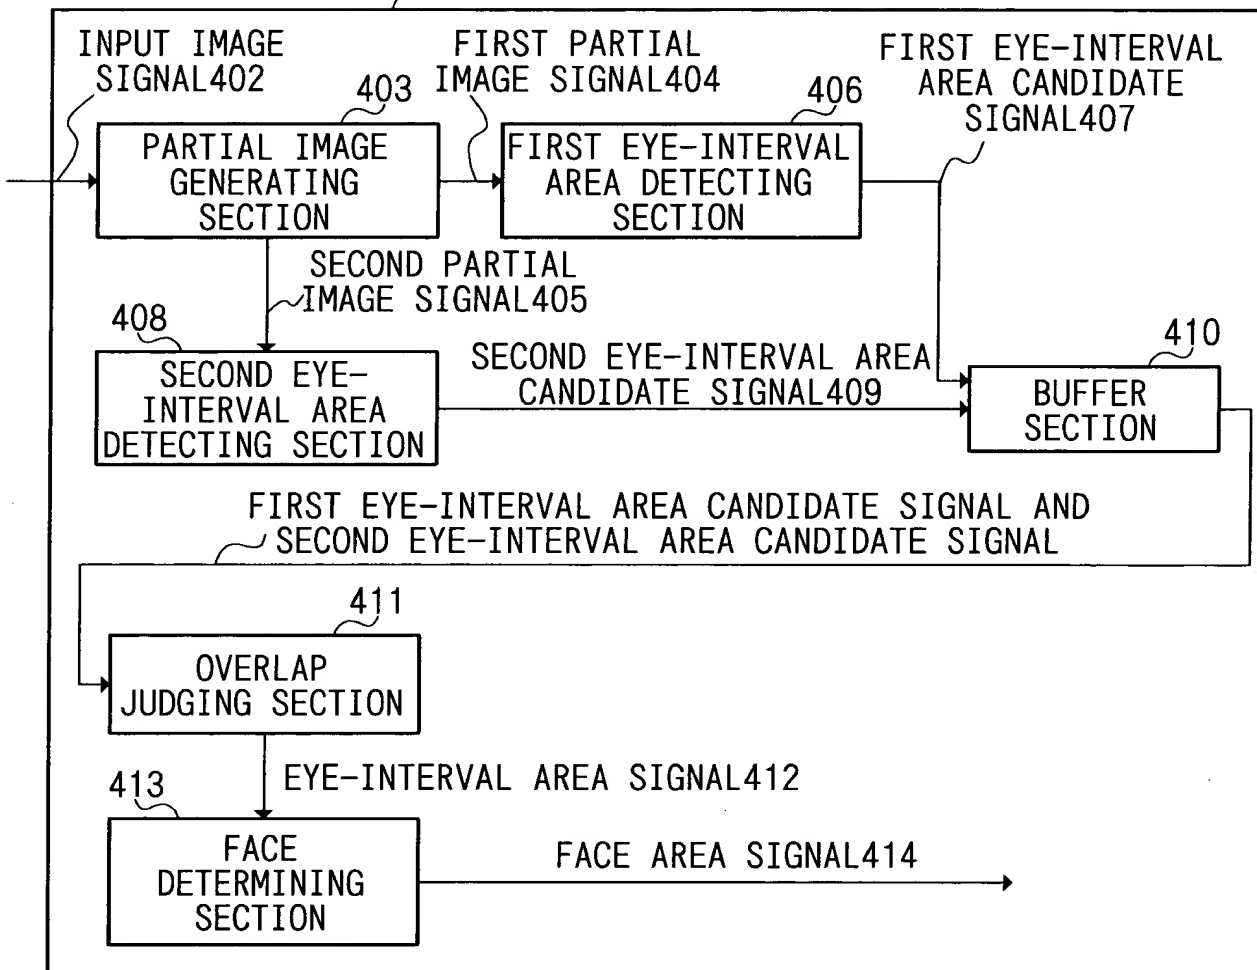 INPUT IMAGE
SIGNAL402
FIRST PARTIAL
IMAGE SIGNAL404
FIRST EYE-INTERVAL
AREA CANDIDATE
SIGNAL407
403
PARTIAL IMAGE
GENERATING
SECTION
406
FIRST EYE-INTERVAL
AREA DETECTING
SECTION
SECOND PARTIAL
IMAGE SIGNAL405
408
SECOND EYE-
INTERVAL AREA
DETECTING SECTION
SECOND EYE-INTERVAL AREA
CANDIDATE SIGNAL409
410
BUFFER
SECTION
FIRST EYE-INTERVAL AREA CANDIDATE SIGNAL AND
SECOND EYE-INTERVAL AREA CANDIDATE SIGNAL
411
OVERLAP
JUDGING SECTION
EYE-INTERVAL AREA SIGNAL412
413
FACE
DETERMINING
SECTION
FACE AREA SIGNAL414